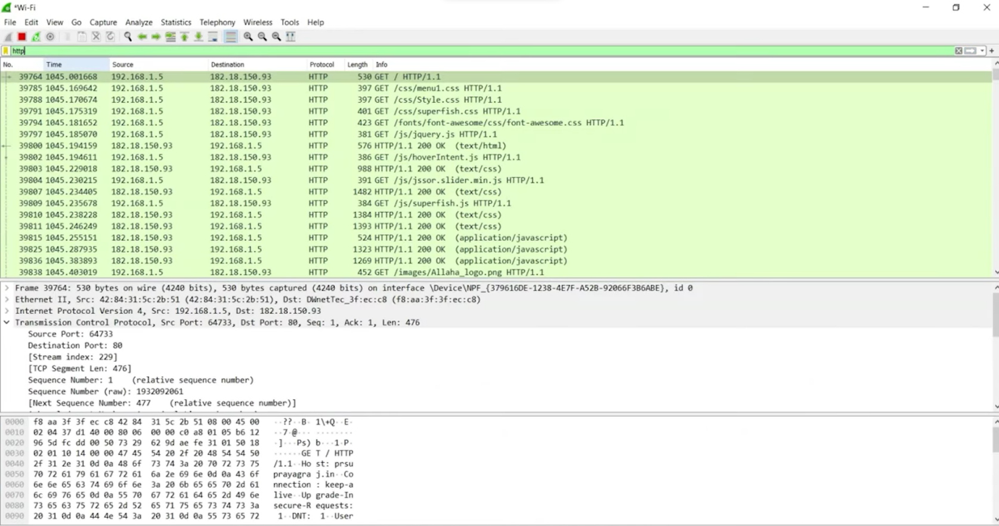 *Wi-Fi
File Edit View Go Capture Analyze Statistics Telephony Wireless Tools Help
http
No. Time Source Destination Protocol Length Info
39764 1045.001668 192.168.1.5 182.18.150.93 HTTP 530 GET / HTTP/1.1
39785 1045.169642 192.168.1.5 182.18.150.93 HTTP 397 GET /css/menu1.css HTTP/1.1
39788 1045.170674 192.168.1.5 182.18.150.93 HTTP 397 GET /css/Style.css HTTP/1.1
39791 1045.175319 192.168.1.5 182.18.150.93 HTTP 401 GET /css/superfish.css HTTP/1.1
39794 1045.181652 192.168.1.5 182.18.150.93 HTTP 423 GET /fonts/font-awesome/css/font-awesome.css HTTP/1.1
39797 1045.185070 192.168.1.5 182.18.150.93 HTTP 381 GET /js/jquery.js HTTP/1.1
39800 1045.194159 182.18.150.93 192.168.1.5 HTTP 576 HTTP/1.1 200 OK (text/html)
39802 1045.194611 192.168.1.5 182.18.150.93 HTTP 386 GET /js/hoverIntent.js HTTP/1.1
39803 1045.229018 182.18.150.93 192.168.1.5 HTTP 988 HTTP/1.1 200 OK (text/css)
39804 1045.230215 192.168.1.5 182.18.150.93 HTTP 391 GET /js/jssor.slider.min.js HTTP/1.1
39807 1045.234405 182.18.150.93 192.168.1.5 HTTP 1482 HTTP/1.1 200 OK (text/css)
39809 1045.235678 192.168.1.5 182.18.150.93 HTTP 384 GET /js/superfish.js HTTP/1.1
39810 1045.238228 182.18.150.93 192.168.1.5 HTTP 1384 HTTP/1.1 200 OK (text/css)
39811 1045.246249 182.18.150.93 192.168.1.5 HTTP 1393 HTTP/1.1 200 OK (text/css)
39815 1045.255151 182.18.150.93 192.168.1.5 HTTP 524 HTTP/1.1 200 OK (application/javascript)
39825 1045.287935 182.18.150.93 192.168.1.5 HTTP 1323 HTTP/1.1 200 OK (application/javascript)
39836 1045.383893 182.18.150.93 192.168.1.5 HTTP 1269 HTTP/1.1 200 OK (application/javascript)
39838 1045.403019 192.168.1.5 182.18.150.93 HTTP 452 GET /images/Allaha_logo.png HTTP/1.1
Frame 39764: 530 bytes on wire (4240 bits), 530 bytes captured (4240 bits) on interface \Device\NPF_{379616DE-1238-4E7F-A52B-92066F3B6ABE}, id 0
Ethernet II, Src: 42:84:31:5c:2b:51 (42:84:31:5c:2b:51), Dst: DWnetTec_3f:ec:c8 (f8:aa:3f:3f:ec:c8)
Internet Protocol Version 4, Src: 192.168.1.5, Dst: 182.18.150.93
Transmission Control Protocol, Src Port: 64733, Dst Port: 80, Seq: 1, Ack: 1, Len: 476
Source Port: 64733
Destination Port: 80
[Stream index: 229]
[TCP Segment Len: 476]
Sequence Number: 1 (relative sequence number)
Sequence Number (raw): 1932092061
[Next Sequence Number: 477 (relative sequence number)]
0000 f8 aa 3f 3f ec c8 42 84 31 5c 2b 51 08 00 45 00 ··??··B· 1\+Q··E·
0010 02 04 37 d1 40 00 80 06 00 00 c0 a8 01 05 b6 12 ··7·@··· ········
0020 96 5d fc dd 00 50 73 29 62 9d ae fe 31 01 50 18 ·]···Ps) b···1·P·
0030 02 01 10 14 00 00 47 45 54 20 2f 20 48 54 54 50 ······GE T / HTTP
0040 2f 31 2e 31 0d 0a 48 6f 73 74 3a 20 70 72 73 75 /1.1··Ho st: prsu
0050 70 72 61 79 61 67 72 61 6a 2e 69 6e 0d 0a 43 6f prayagra j.in··Co
0060 6e 6e 65 63 74 69 6f 6e 3a 20 6b 65 65 70 2d 61 nnection : keep-a
0070 6c 69 76 65 0d 0a 55 70 67 72 61 64 65 2d 49 6e live··Up grade-In
0080 73 65 63 75 72 65 2d 52 65 71 75 65 73 74 73 3a secure-R equests:
0090 20 31 0d 0a 44 4e 54 3a 20 31 0d 0a 55 73 65 72 1··DNT: 1··User